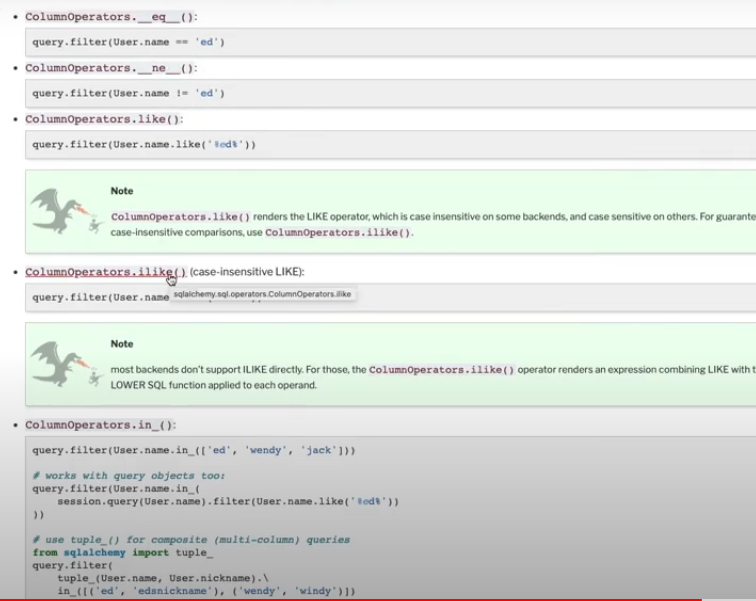 • ColumnOperators.__eq__():
query.filter(User.name == 'ed')
• ColumnOperators.__ne__():
query.filter(User.name != 'ed')
• ColumnOperators.like():
query.filter(User.name.like('%ed%'))
Note
ColumnOperators.like() renders the LIKE operator, which is case insensitive on some backends, and case sensitive on others. For guarante
case-insensitive comparisons, use ColumnOperators.ilike().
• ColumnOperators.ilike() (case-insensitive LIKE):
query.filter(User.name
sqlalchemy.sql.operators.ColumnOperators.ilike
Note
most backends don't support ILIKE directly. For those, the ColumnOperators.ilike() operator renders an expression combining LIKE with t
LOWER SQL function applied to each operand.
• ColumnOperators.in_():
query.filter(User.name.in_(['ed', 'wendy', 'jack']))
# works with query objects too:
query.filter(User.name.in_(
session.query(User.name).filter(User.name.like('%ed%'))
))
# use tuple_() for composite (multi-column) queries
from sqlalchemy import tuple_
query.filter(
tuple_(User.name, User.nickname).\
in_([('ed', 'edsnickname'), ('wendy', 'windy')])